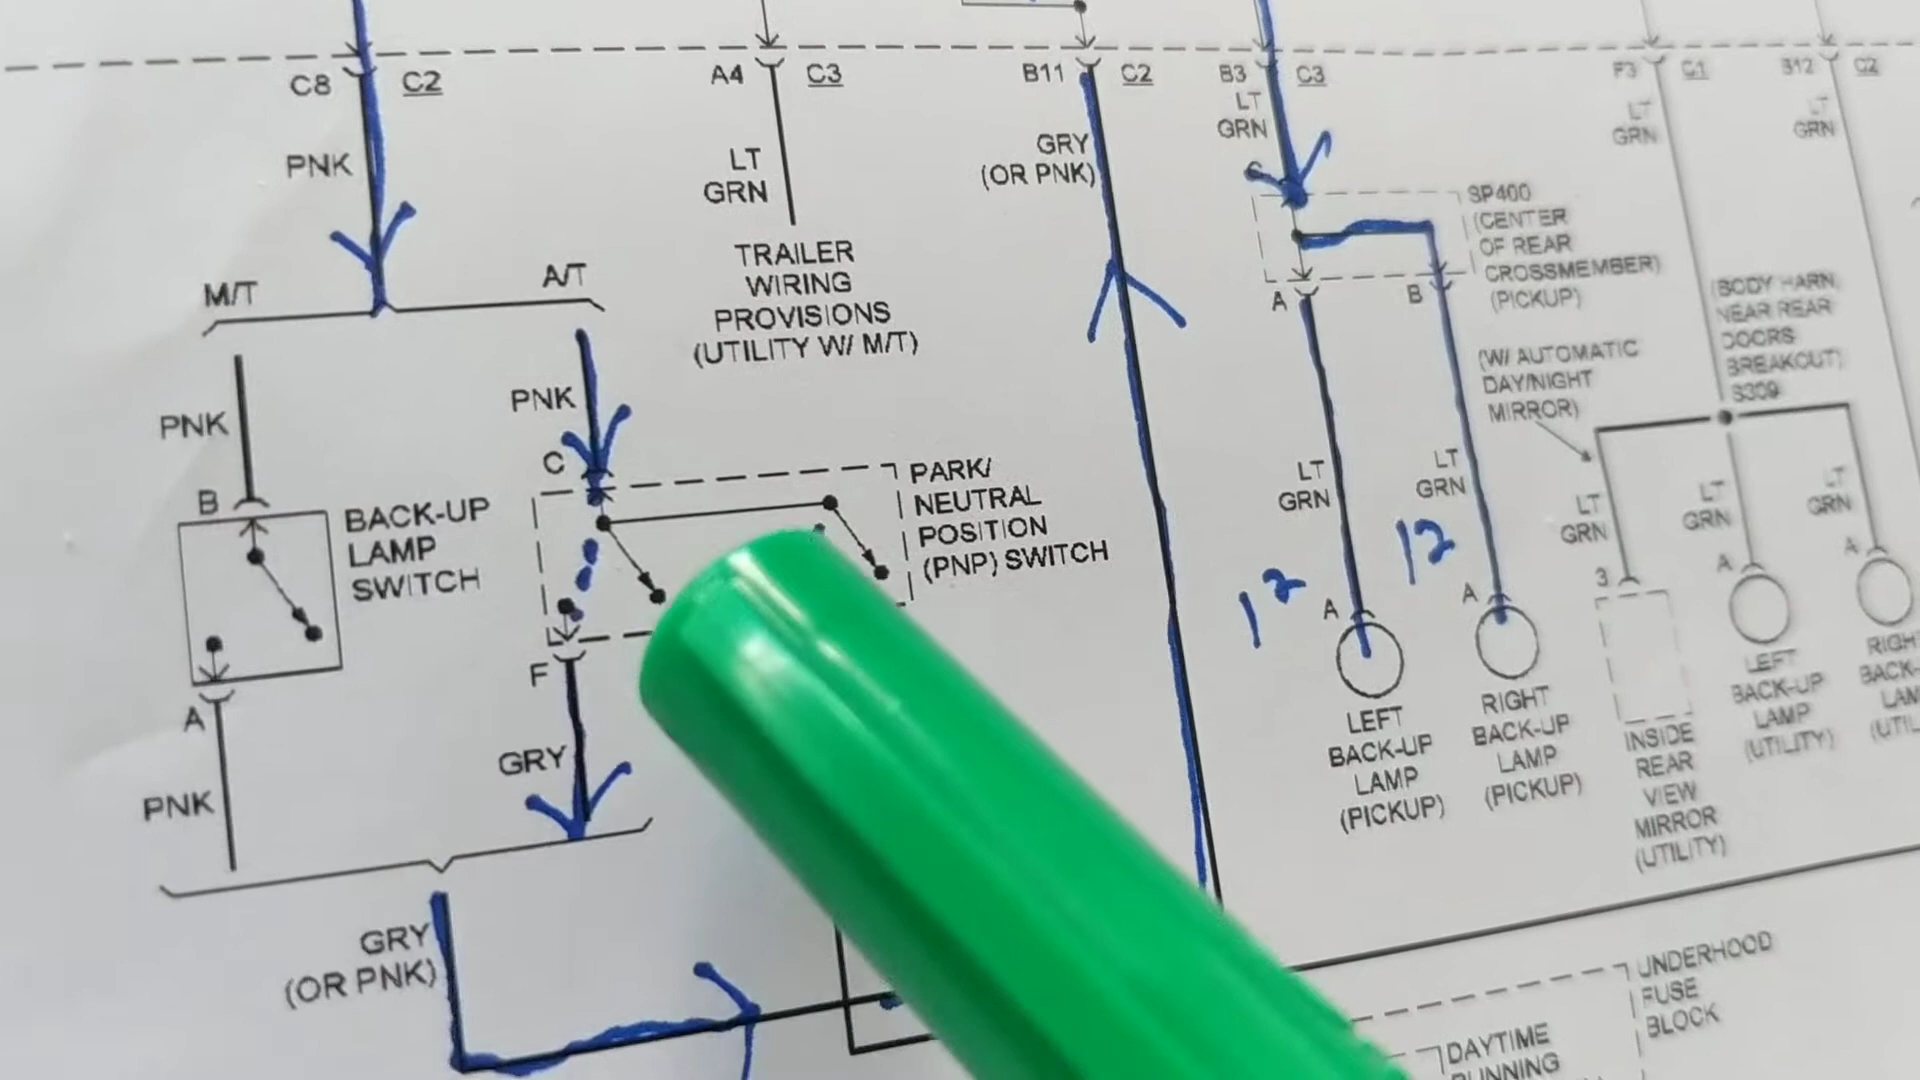 C8 C2
PNK
M/T
A/T
PNK
B
BACK-UP
LAMP
SWITCH
A
PNK
PNK
C
PARK/
NEUTRAL
POSITION
(PNP) SWITCH
F
GRY
GRY
(OR PNK)
A4 C3
LT
GRN
TRAILER
WIRING
PROVISIONS
(UTILITY W/ M/T)
B11 C2
GRY
(OR PNK)
B3 C3
LT
GRN
SP400
(CENTER
OF REAR
CROSSMEMBER)
(PICKUP)
A
B
LT
GRN
LT
GRN
12
12
A
A
LEFT
BACK-UP
LAMP
(PICKUP)
RIGHT
BACK-UP
LAMP
(PICKUP)
F3 C1
LT
GRN
B12 C2
LT
GRN
(BODY HARN,
NEAR REAR
DOORS
BREAKOUT)
S309
(W/ AUTOMATIC
DAY/NIGHT
MIRROR)
LT
GRN
LT
GRN
LT
GRN
3
A
A
INSIDE
REAR
VIEW
MIRROR
(UTILITY)
LEFT
BACK-UP
LAMP
(UTILITY)
UNDERHOOD
FUSE
BLOCK
DAYTIME
RUNNING